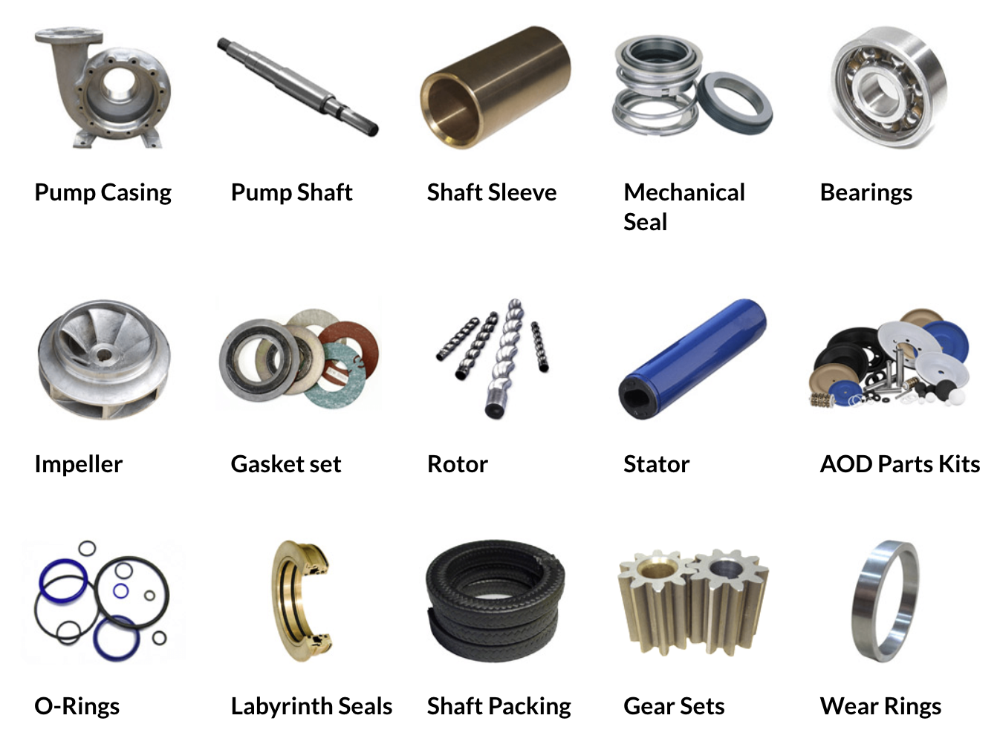 Pump Casing
Pump Shaft
Shaft Sleeve
Mechanical
Seal
Bearings
Impeller
Gasket set
Rotor
Stator
AOD Parts Kits
O-Rings
Labyrinth Seals
Shaft Packing
Gear Sets
Wear Rings